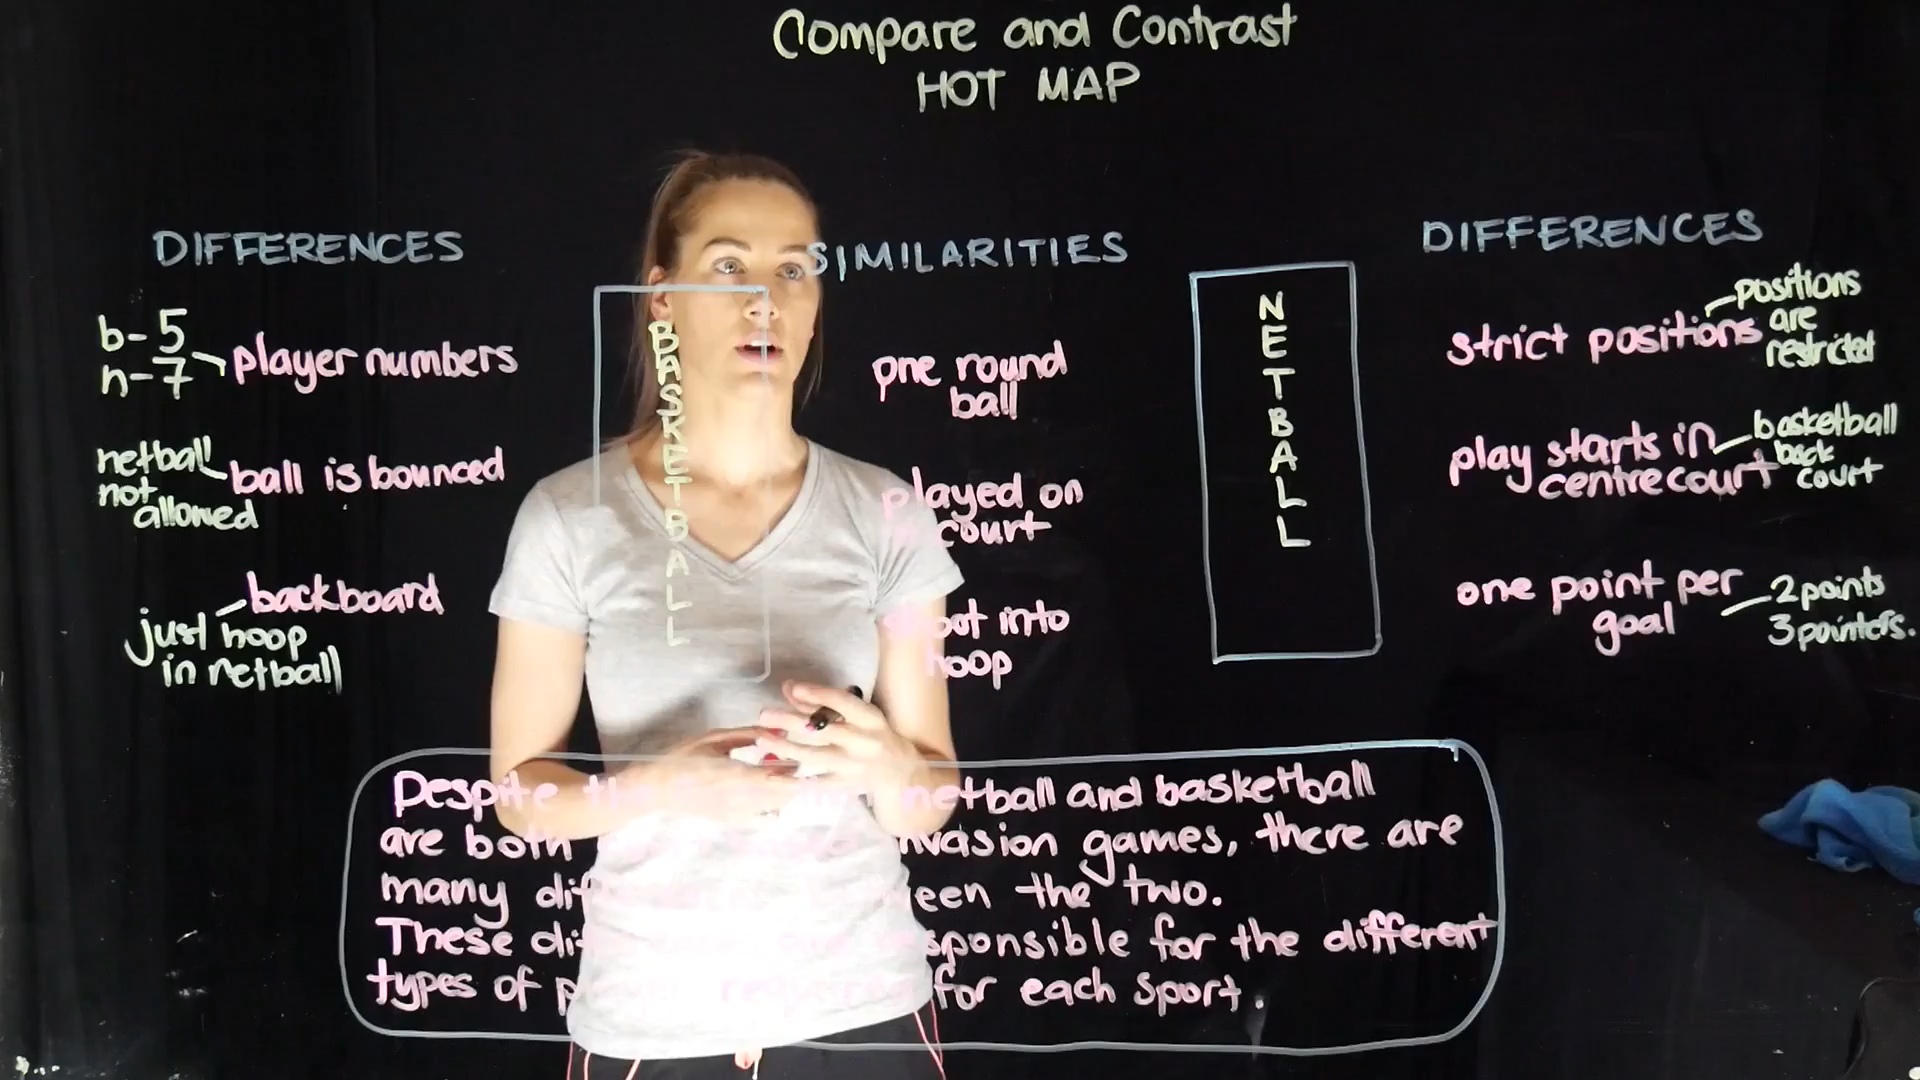 Compare and Contrast
HOT MAP
DIFFERENCES
b-5
n-7
player numbers
netball
not
allowed
ball is bounced
backboard
just hoop
in netball
BASKETBALL
SIMILARITIES
one round
ball
played on
court
into
hoop
NETBALL
DIFFERENCES
strict positions
positions
are
restricted
play starts in
centre court
basketball
back
court
one point per
goal
2 points
3 pointers.
Despite netball and basketball
are both invasion games, there are
many the two.
These responsible for the different
types of for each sport.